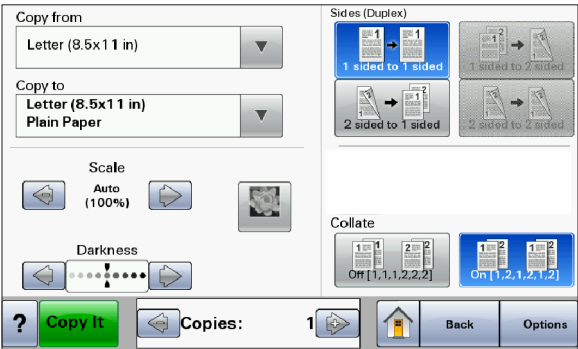 Copy from
Letter (8.5x11 in)
Copy to
Letter (8.5x11 in)
Plain Paper
Scale
Auto
(100%)
Darkness
Sides (Duplex)
1 sided to 1 sided
1 sided to 2 sided
2 sided to 1 sided
2 sided to 2 sided
Collate
Off [1,1,1,2,2,2]
On [1,2,1,2,1,2]
? Copy It
Copies: 1
Back
Options